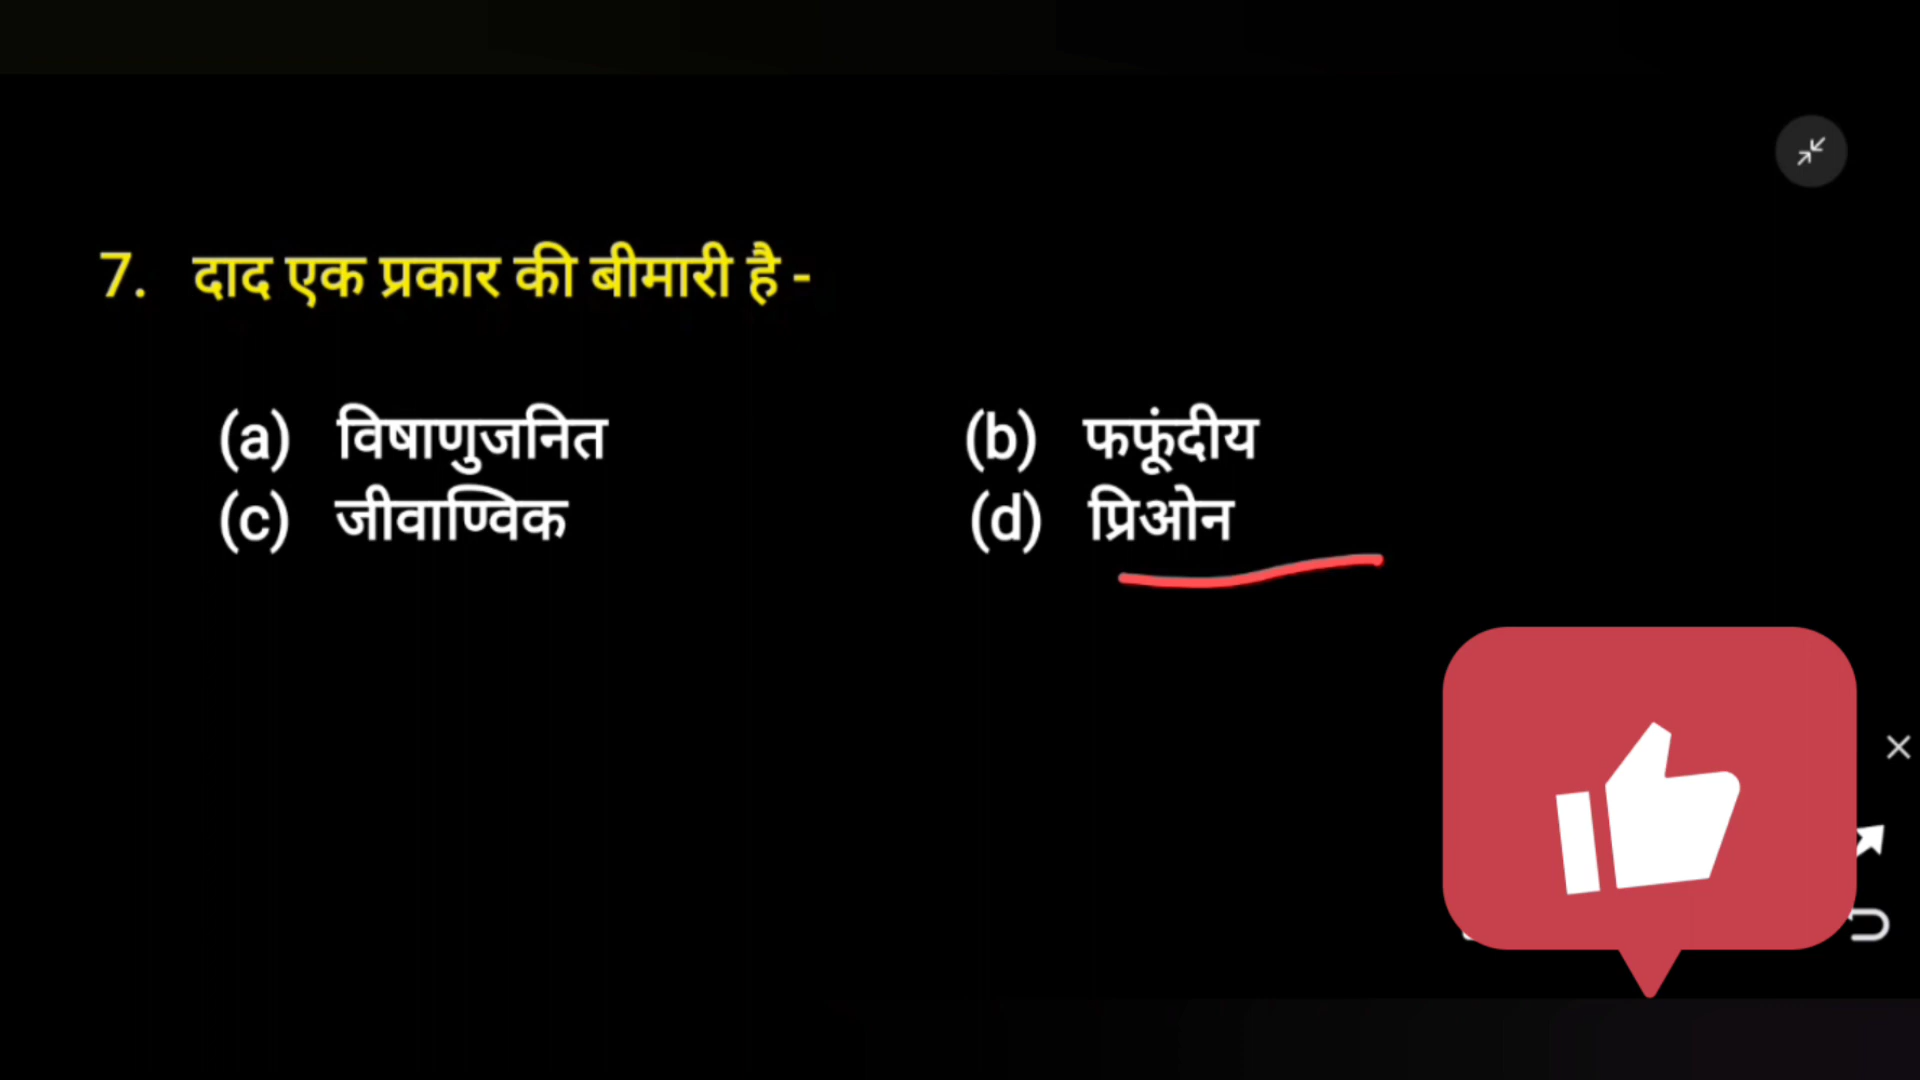 7. दाद एक प्रकार की बीमारी है -
(a) विषाणुजनित (b) फफूंदीय
(c) जीवाण्विक (d) प्रिओन